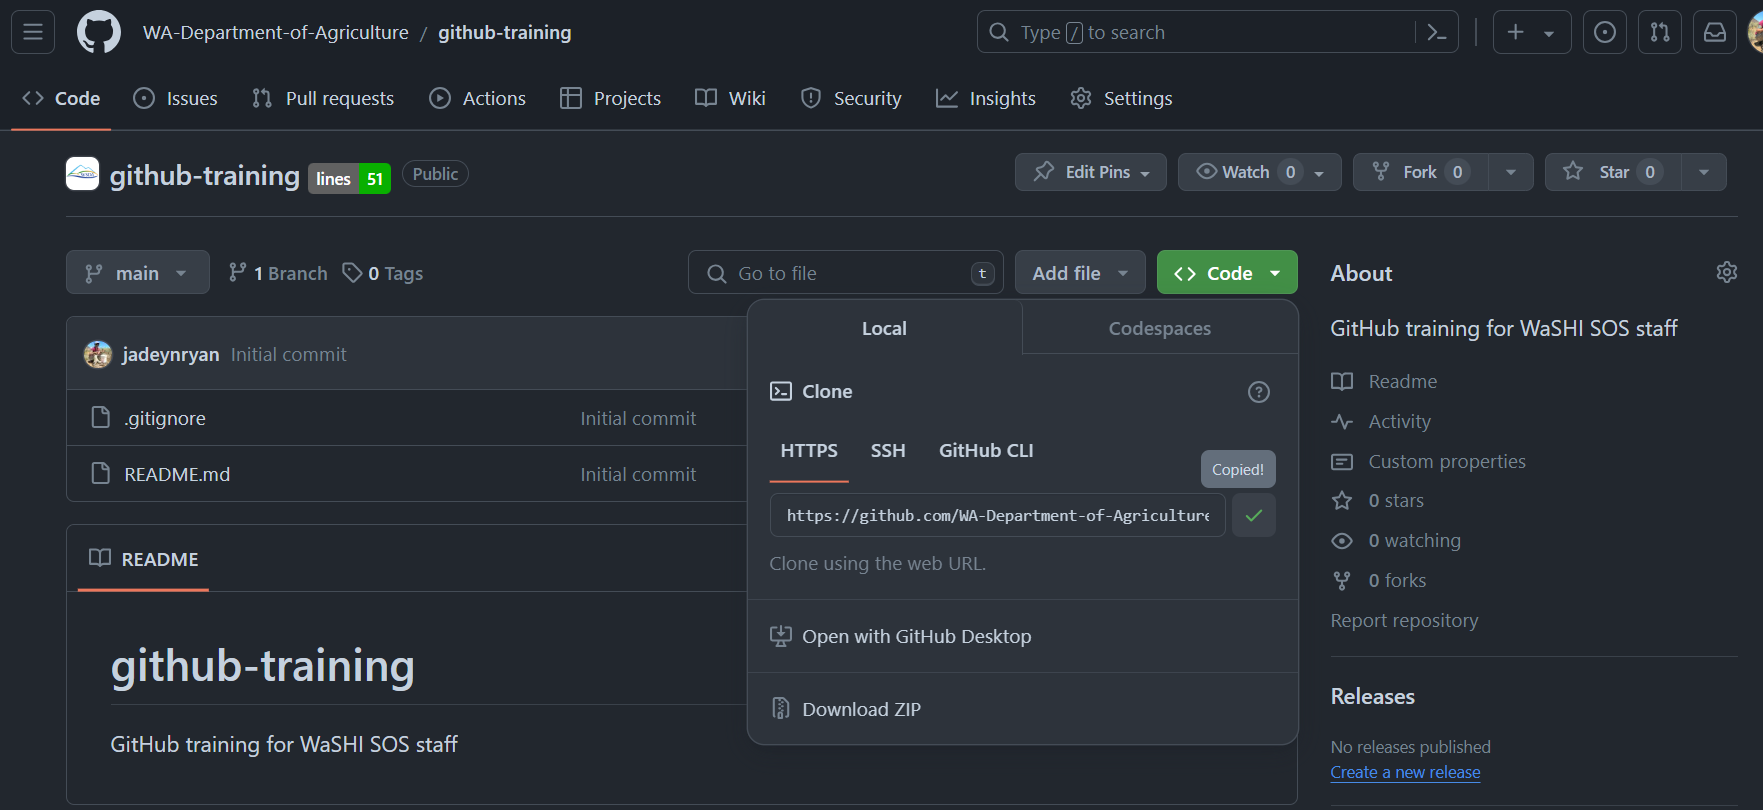 WA-Department-of-Agriculture / github-training
Type / to search
Code
Issues
Pull requests
Actions
Projects
Wiki
Security
Insights
Settings
github-training
lines 51
Public
Edit Pins
Watch 0
Fork 0
Star 0
main
1 Branch
0 Tags
Go to file
t
Add file
Code
jadeynryan Initial commit
.gitignore Initial commit
README.md Initial commit
README
github-training
GitHub training for WaSHI SOS staff
Local
Codespaces
Clone
HTTPS
SSH
GitHub CLI
Copied!
https://github.com/WA-Department-of-Agriculture
Clone using the web URL.
Open with GitHub Desktop
Download ZIP
About
GitHub training for WaSHI SOS staff
Readme
Activity
Custom properties
0 stars
0 watching
0 forks
Report repository
Releases
No releases published
Create a new release